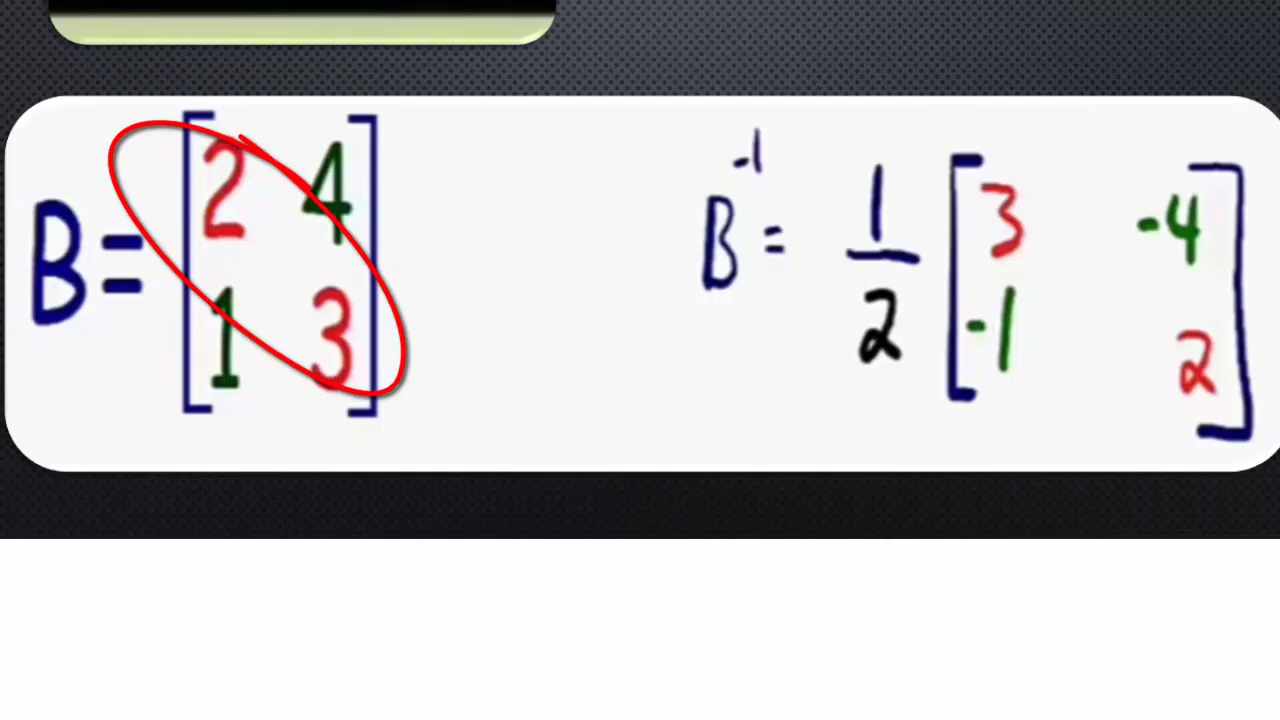 B = [2 4
1 3]
B⁻¹ = 1/2 [3 -4
-1 2]